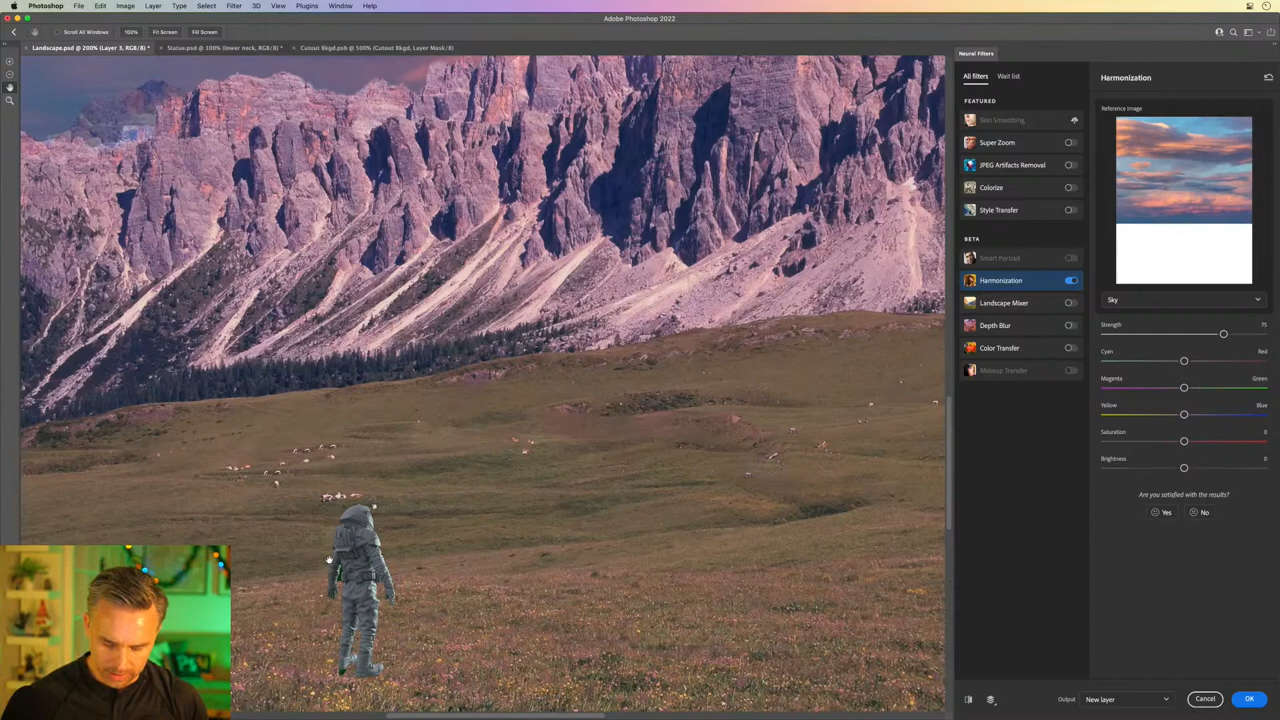 Photoshop File Edit Image Layer Type Select Filter 3D View Plugins Window Help
Adobe Photoshop 2022
Scroll All Windows 100% Fit Screen Fill Screen
Landscape.psd @ 200% (Layer 3, RGB/8) * Statue.psd @ 100% (lower neck, RGB/8) * Cutout Bkgd.psb @ 500% (Cutout Bkgd, Layer Mask/8)
Neural Filters
All filters Wait list
FEATURED
Skin Smoothing
Super Zoom
JPEG Artifacts Removal
Colorize
Style Transfer
BETA
Smart Portrait
Harmonization
Landscape Mixer
Depth Blur
Color Transfer
Makeup Transfer
Harmonization
Reference image
Sky
Strength 75
Cyan Red
Magenta Green
Yellow Blue
Saturation 0
Brightness 0
Are you satisfied with the results?
Yes No
Output New layer Cancel OK